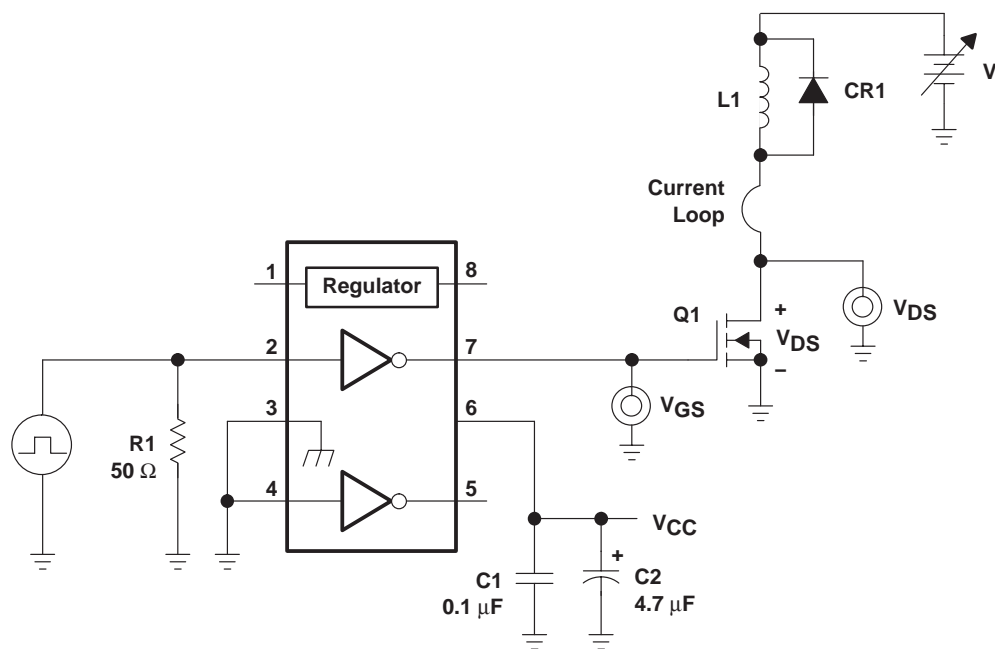 L1
CR1
V
Current
Loop
1
Regulator
8
Q1
+
VDS
–
VDS
2
7
3
6
VGS
R1
50 Ω
4
5
VCC
C1
0.1 μF
+
C2
4.7 μF